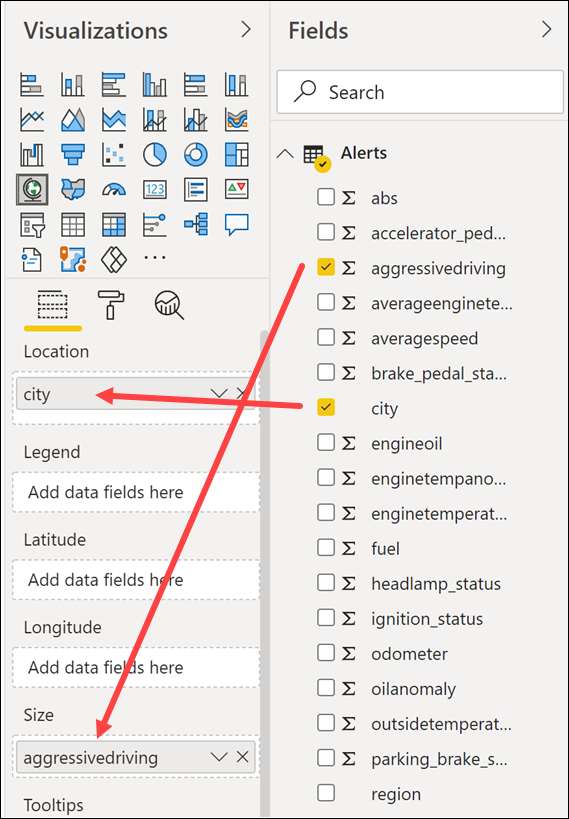 Visualizations
123
Location
city
Legend
Add data fields here
Latitude
Add data fields here
Longitude
Add data fields here
Size
aggressivedriving
Tooltips
Fields
Search
Alerts
Σ abs
Σ accelerator_ped...
Σ aggressivedriving
Σ averageenginete...
Σ averagespeed
Σ brake_pedal_sta...
city
Σ engineoil
Σ enginetempano...
Σ enginetemperat...
Σ fuel
Σ headlamp_status
Σ ignition_status
Σ odometer
Σ oilanomaly
Σ outsidetemperat...
Σ parking_brake_s...
region